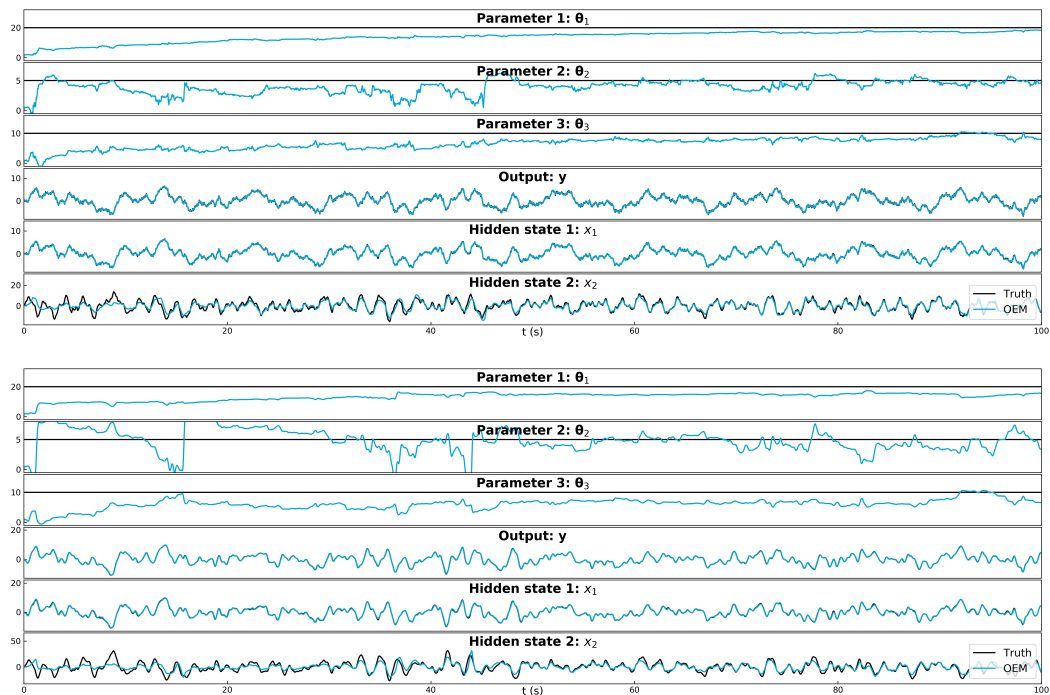 Parameter 1: θ₁
20
0
Parameter 2: θ₂
5
0
Parameter 3: θ₃
10
0
Output: y
10
0
Hidden state 1: x₁
10
0
Hidden state 2: x₂
20
0
Truth
OEM
0 20 40 60 80 100
t (s)
Parameter 1: θ₁
20
0
Parameter 2: θ₂
5
0
Parameter 3: θ₃
10
0
Output: y
20
0
Hidden state 1: x₁
20
0
Hidden state 2: x₂
50
0
Truth
OEM
0 20 40 60 80 100
t (s)